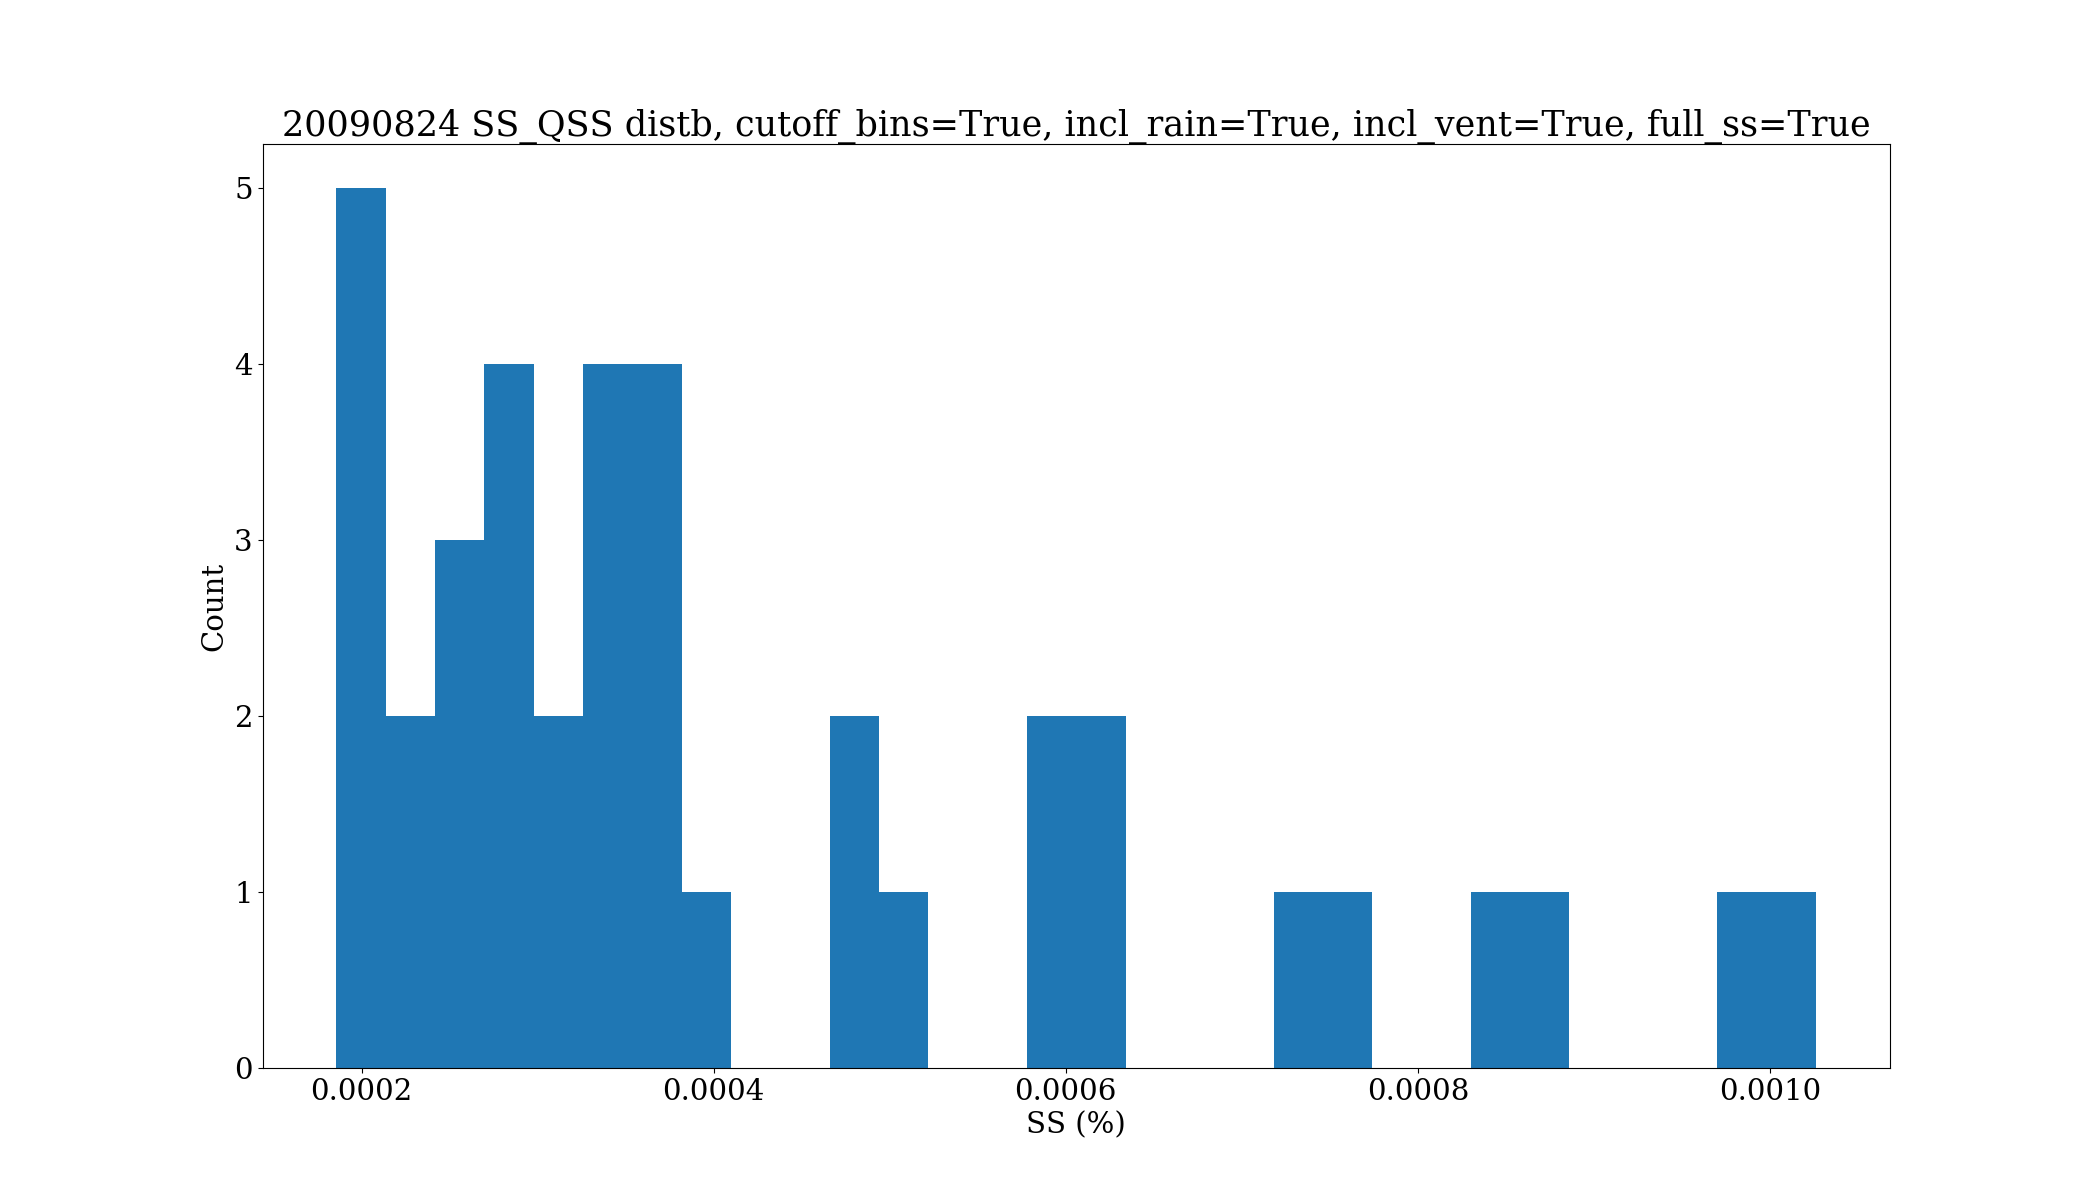 20090824 SS_QSS distb, cutoff_bins=True, incl_rain=True, incl_vent=True, full_ss=True
5
4
3
2
1
0
Count
0.0002 0.0004 0.0006 0.0008 0.0010
SS (%)